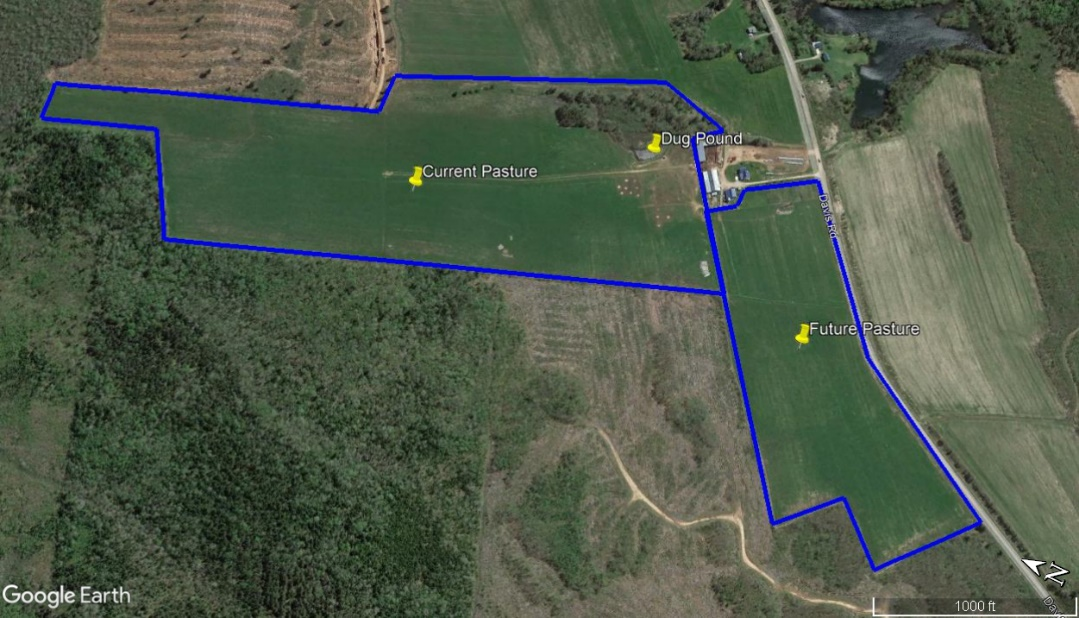 Dug Pound
Current Pasture
Davis Rd
Future Pasture
N
Google Earth
1000 ft